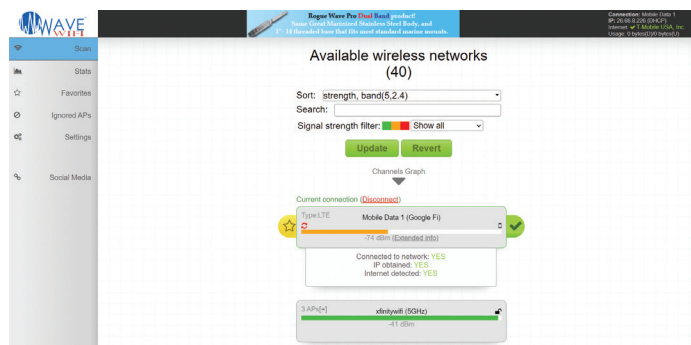 WAVE
WIFI
Rogue Wave Pro Dual Band product!
Same Great Marinized Stainless Steel Body, and
1"- 14 threaded base that fits most standard marine mounts.
Connection: Mobile Data 1
IP: 26.66.8.226 (DHCP)
Internet: ✔ T-Mobile USA, Inc.
Usage: 0 bytes(D)/0 bytes(U)
Scan
Stats
Favorites
Ignored APs
Settings
Social Media
Available wireless networks
(40)
Sort: strength, band(5,2.4)
Search:
Signal strength filter: Show all
Update Revert
Channels Graph
Current connection (Disconnect)
Type:LTE
Mobile Data 1 (Google Fi)
-74 dBm (Extended info)
Connected to network: YES
IP obtained: YES
Internet detected: YES
3 APs[+]
xfinitywifi (5GHz)
-41 dBm